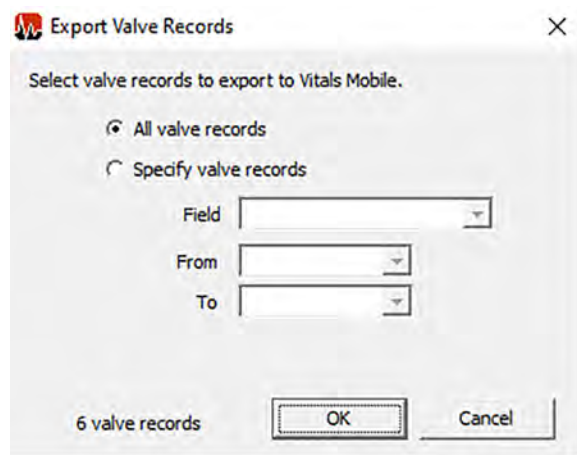 Export Valve Records
Select valve records to export to Vitals Mobile.
All valve records
Specify valve records
Field
From
To
6 valve records OK Cancel